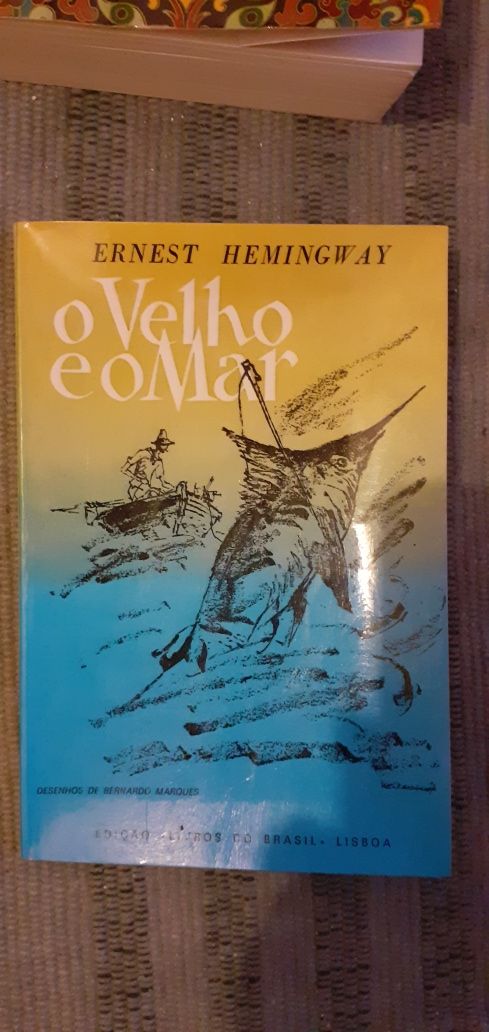 ERNEST HEMINGWAY
o Velho
e o Mar
DESENHOS DE BERNARDO MARQUES
EDIÇÃO «LIVROS DO BRASIL» LISBOA